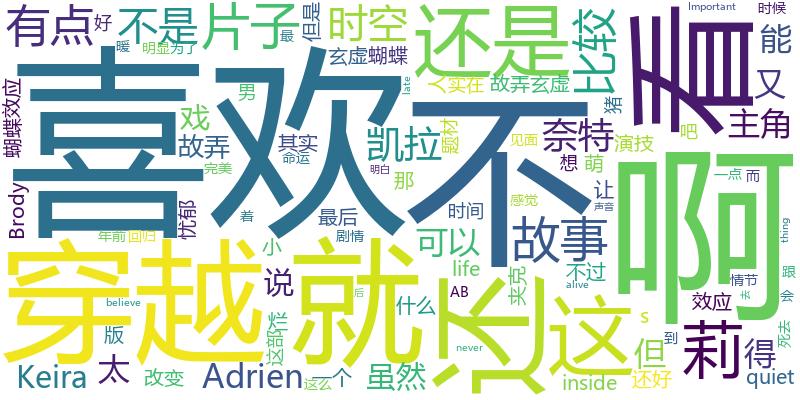 有点 好 不是 片子 最 但是 时空 还是 比较 看 Important 时候
暖 明显 为了 玄虚 蝴蝶 能
喜欢 不 late 人 实在 故弄玄虚 猪 又
蝴蝶效应 戏 男 题材 见面 奈特 吧 演技 主角
故弄 其实 凯拉 想 萌
完美 命运 明白 那 让 啊 一点 而
Brody 忧郁 着 最后 时间 感觉 故事 声音
年前 回归 剧情 可以 不过 thing
穿越 就 小 说 life 夹克 还 这 效应 情节 跟
believe 后 什么 AB alive s 去 会
版 这部 never 但 莉 到 死去
Keira 太 改变 Adrien 这么 一个 虽然 inside 还好 得 quiet